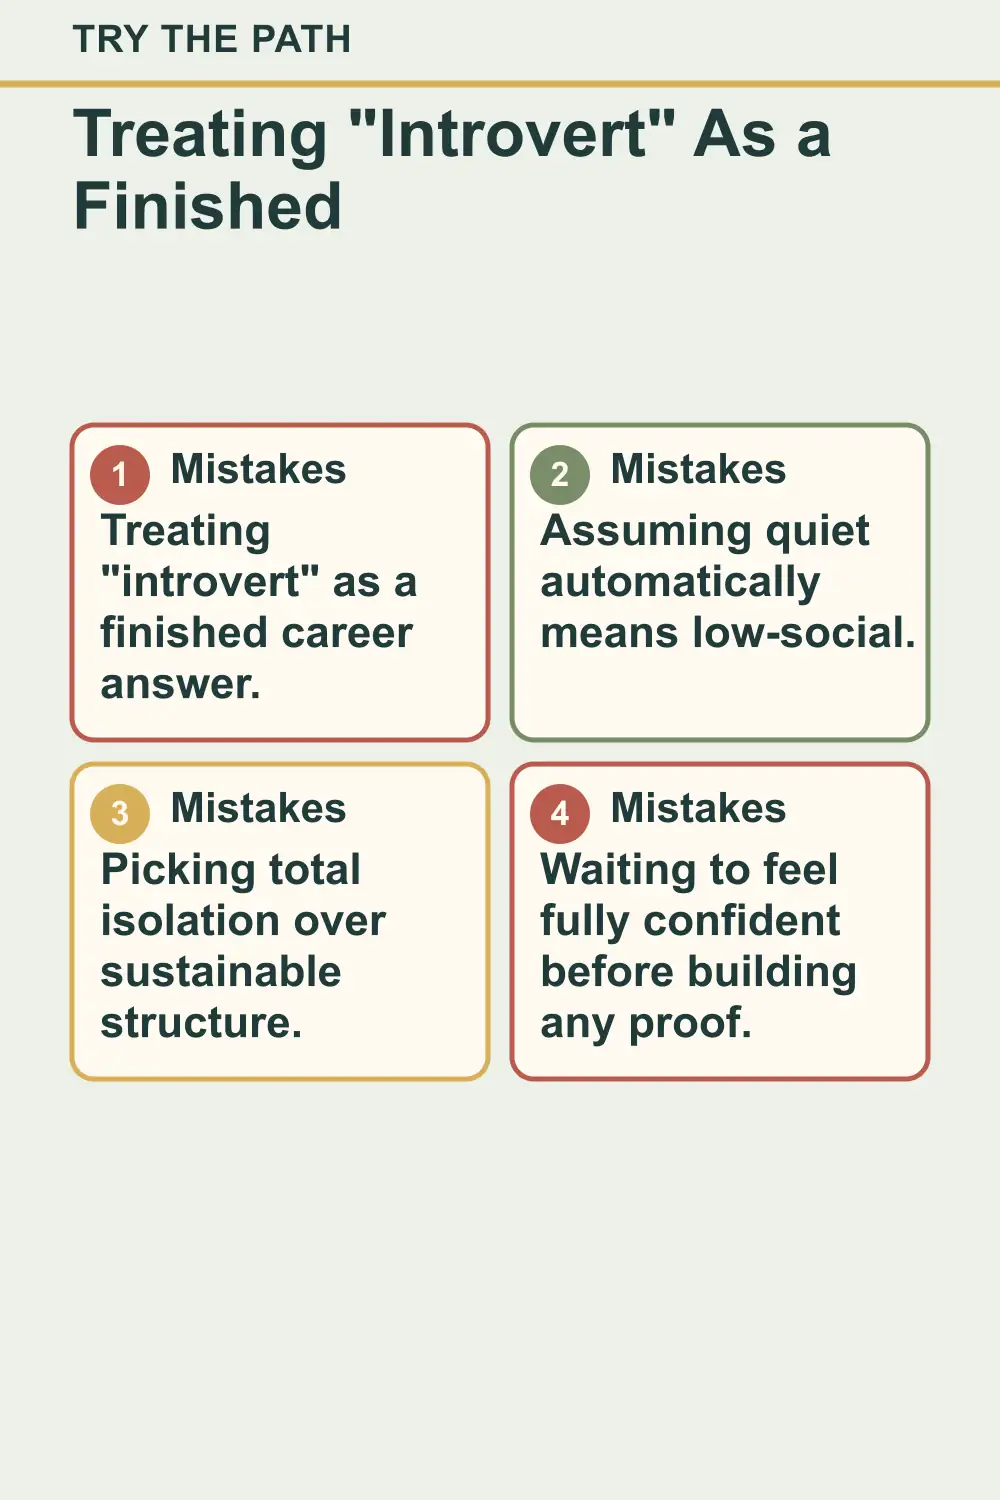 TRY THE PATH
Treating "Introvert" As a
Finished
1 Mistakes
Treating
"introvert" as a
finished career
answer.
2 Mistakes
Assuming quiet
automatically
means low-social.
3 Mistakes
Picking total
isolation over
sustainable
structure.
4 Mistakes
Waiting to feel
fully confident
before building
any proof.